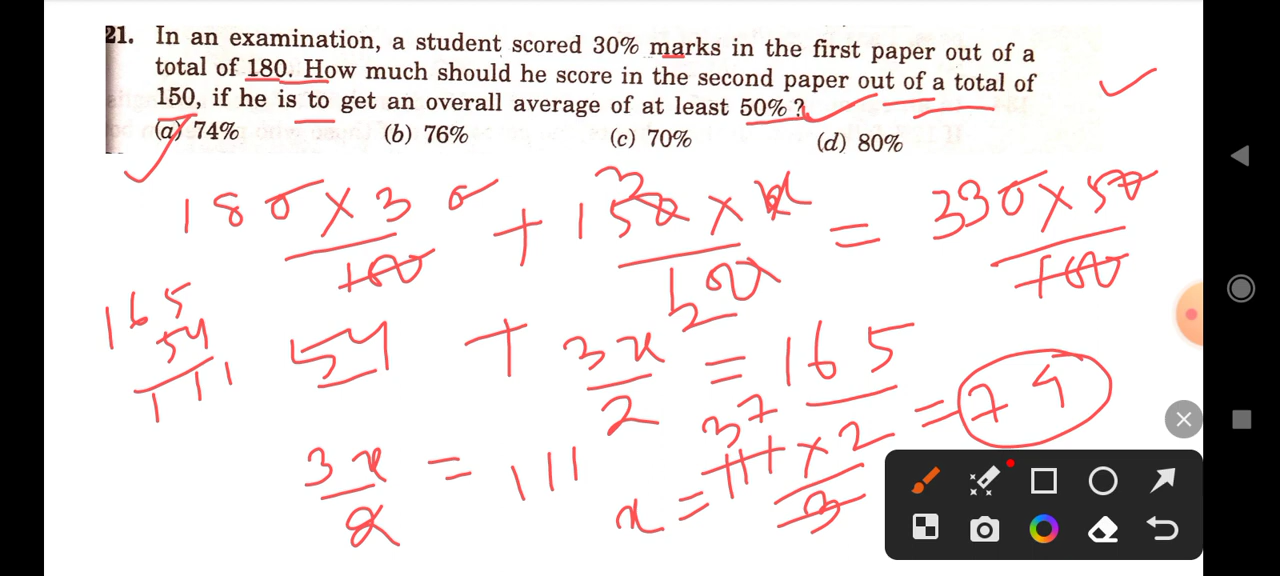 21. In an examination, a student scored 30% marks in the first paper out of a
total of 180. How much should he score in the second paper out of a total of
150, if he is to get an overall average of at least 50% ?
(a) 74% (b) 76% (c) 70% (d) 80%
180 × 30 / 100 + 150 × x / 100 = 330 × 50 / 100
3
2
165
54
111
54 + 3x / 2 = 165
3x / 2 = 111
37
x = 111 × 2 / 3 = 74